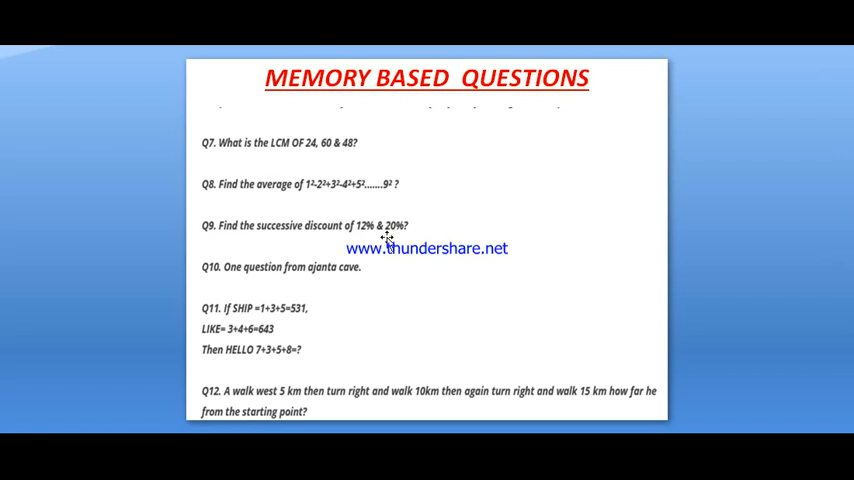 MEMORY BASED QUESTIONS
Q7. What is the LCM OF 24, 60 & 48?
Q8. Find the average of 1²-2²+3²-4²+5².......9² ?
Q9. Find the successive discount of 12% & 20%?
www.thundershare.net
Q10. One question from ajanta cave.
Q11. If SHIP =1+3+5=531,
LIKE= 3+4+6=643
Then HELLO 7+3+5+8=?
Q12. A walk west 5 km then turn right and walk 10km then again turn right and walk 15 km how far he
from the starting point?